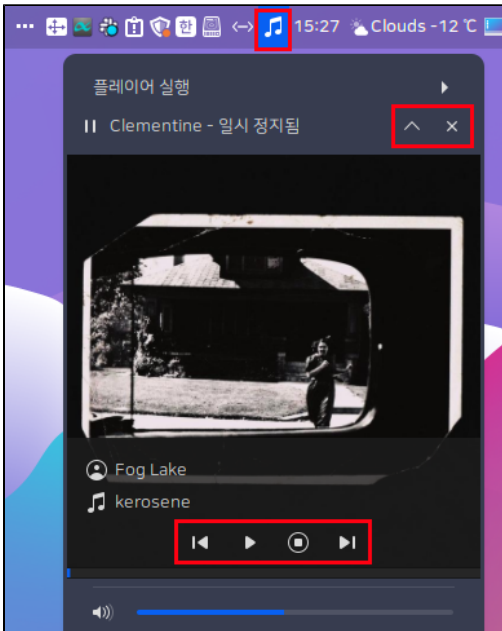 한 15:27 Clouds -12 ℃
플레이어 실행
Clementine - 일시 정지됨
Fog Lake
kerosene